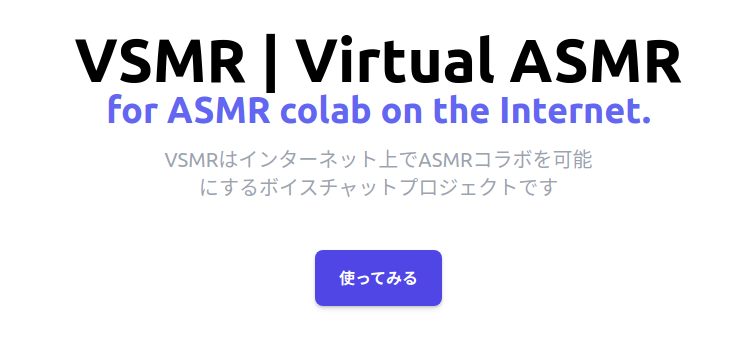 VSMR | Virtual ASMR
for ASMR colab on the Internet.
VSMRはインターネット上でASMRコラボを可能
にするボイスチャットプロジェクトです
使ってみる